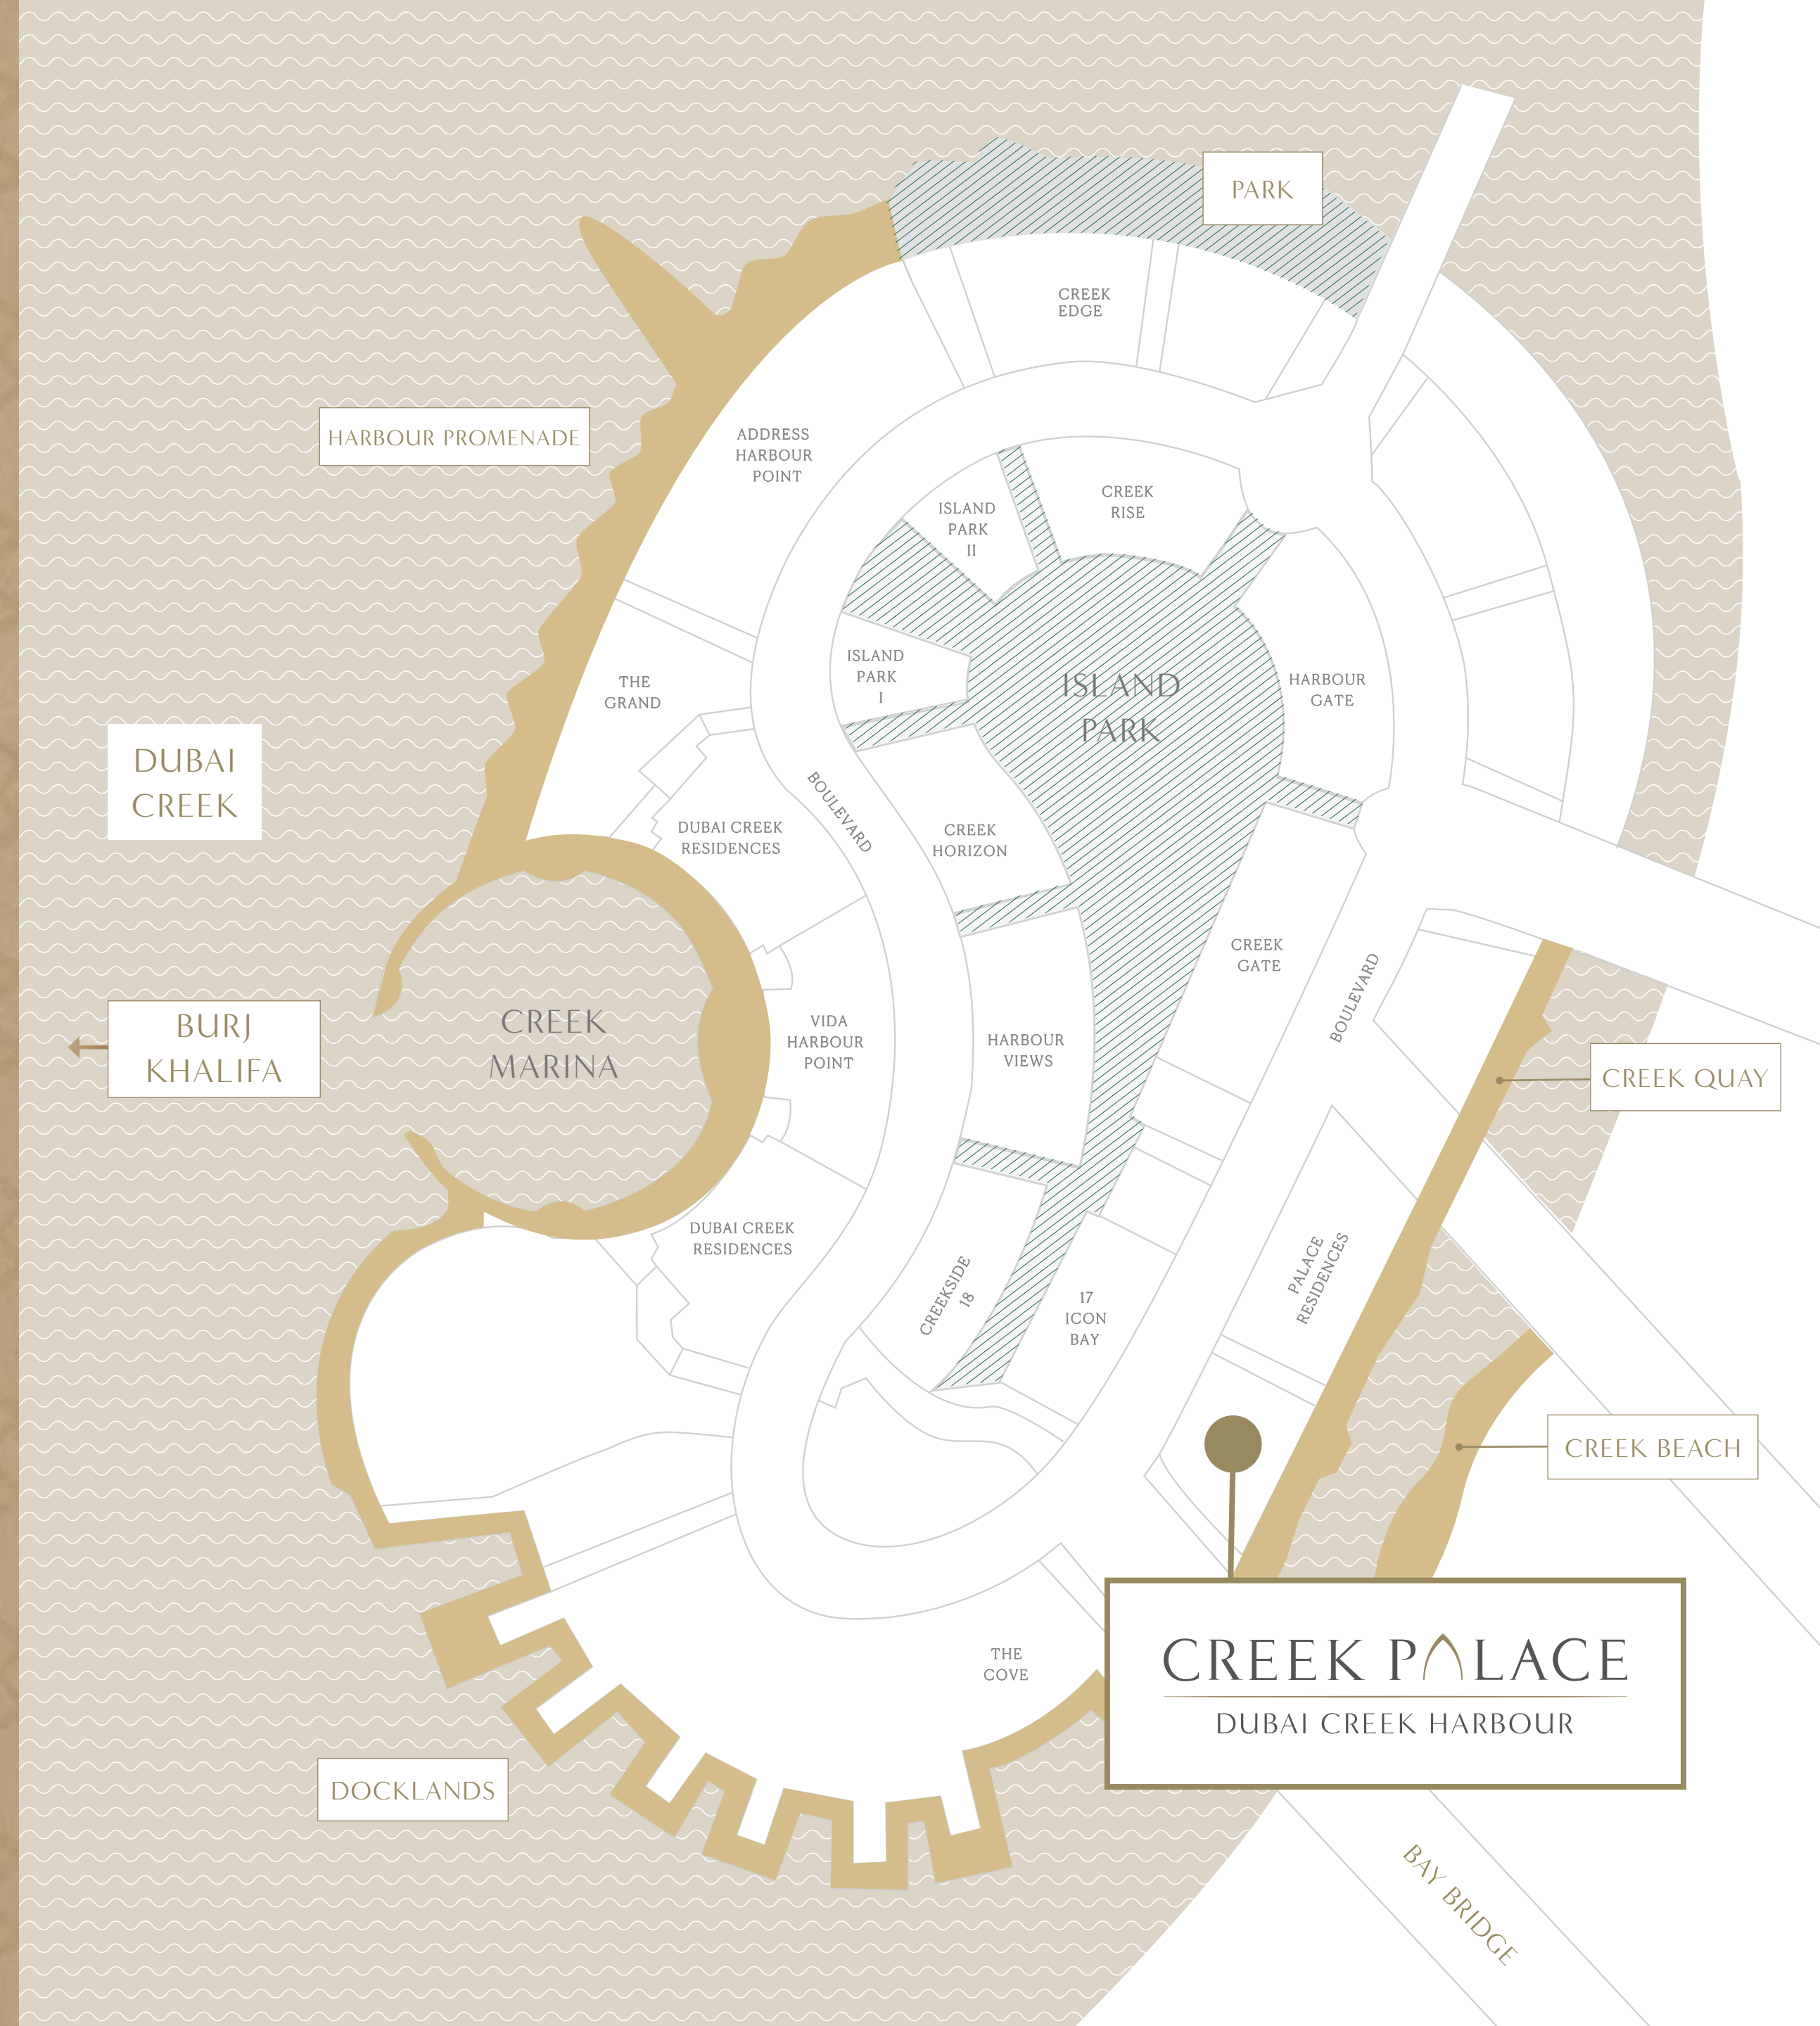 PARK
CREEK
EDGE
HARBOUR PROMENADE
ADDRESS
HARBOUR
POINT
ISLAND
PARK
II
CREEK
RISE
ISLAND
PARK
I
ISLAND
PARK
HARBOUR
GATE
THE
GRAND
DUBAI
CREEK
BOULEVARD
DUBAI CREEK
RESIDENCES
CREEK
HORIZON
CREEK
GATE
BOULEVARD
BURJ
KHALIFA
CREEK
MARINA
VIDA
HARBOUR
POINT
HARBOUR
VIEWS
CREEK QUAY
DUBAI CREEK
RESIDENCES
CREEKSIDE
18
17
ICON
BAY
PALACE
RESIDENCES
CREEK BEACH
THE
COVE
CREEK PALACE
DUBAI CREEK HARBOUR
DOCKLANDS
BAY BRIDGE